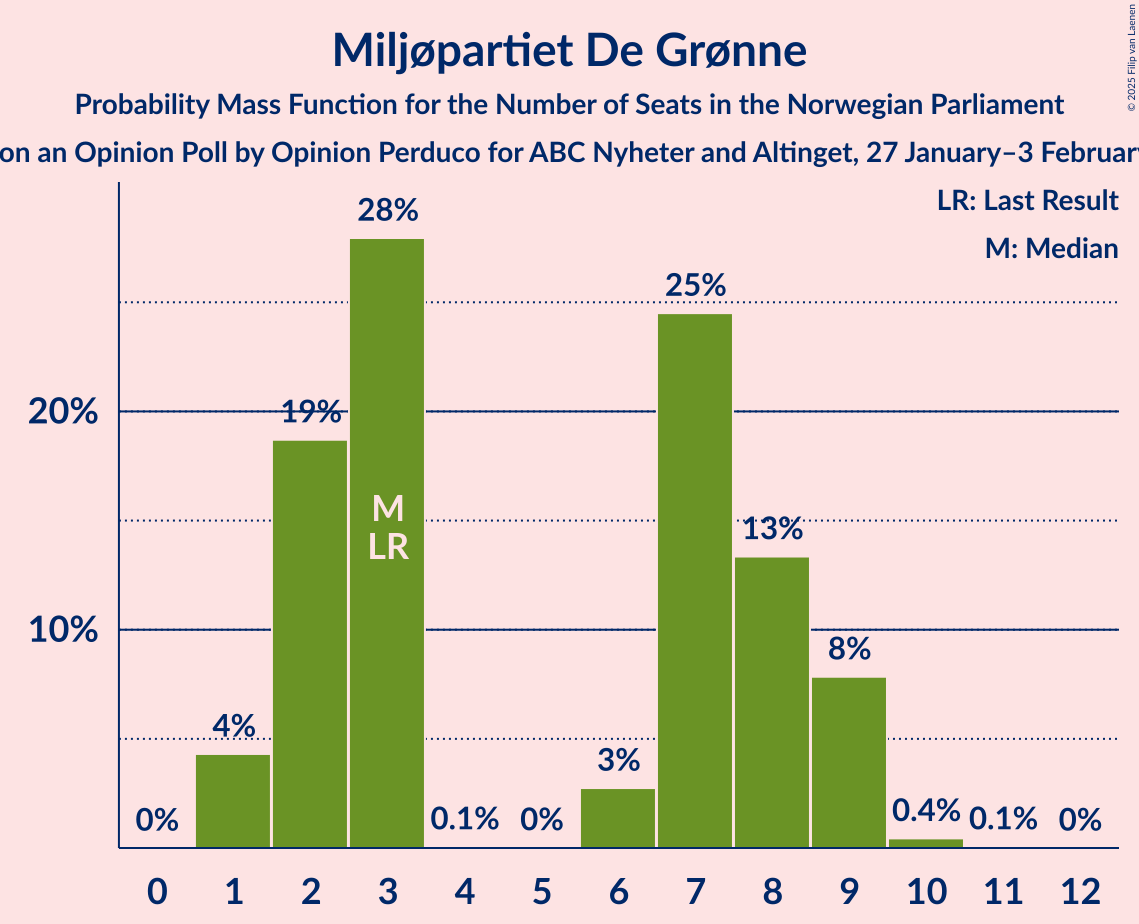 Miljøpartiet De Grønne
Probability Mass Function for the Number of Seats in the Norwegian Parliament
on an Opinion Poll by Opinion Perduco for ABC Nyheter and Altinget, 27 January–3 February
© 2025 Filip van Laenen
LR: Last Result
M: Median
28%
25%
20%
19%
M
LR
13%
10%
8%
4%
3%
0%
0.1%
0%
0.4%
0.1%
0%
0 1 2 3 4 5 6 7 8 9 10 11 12